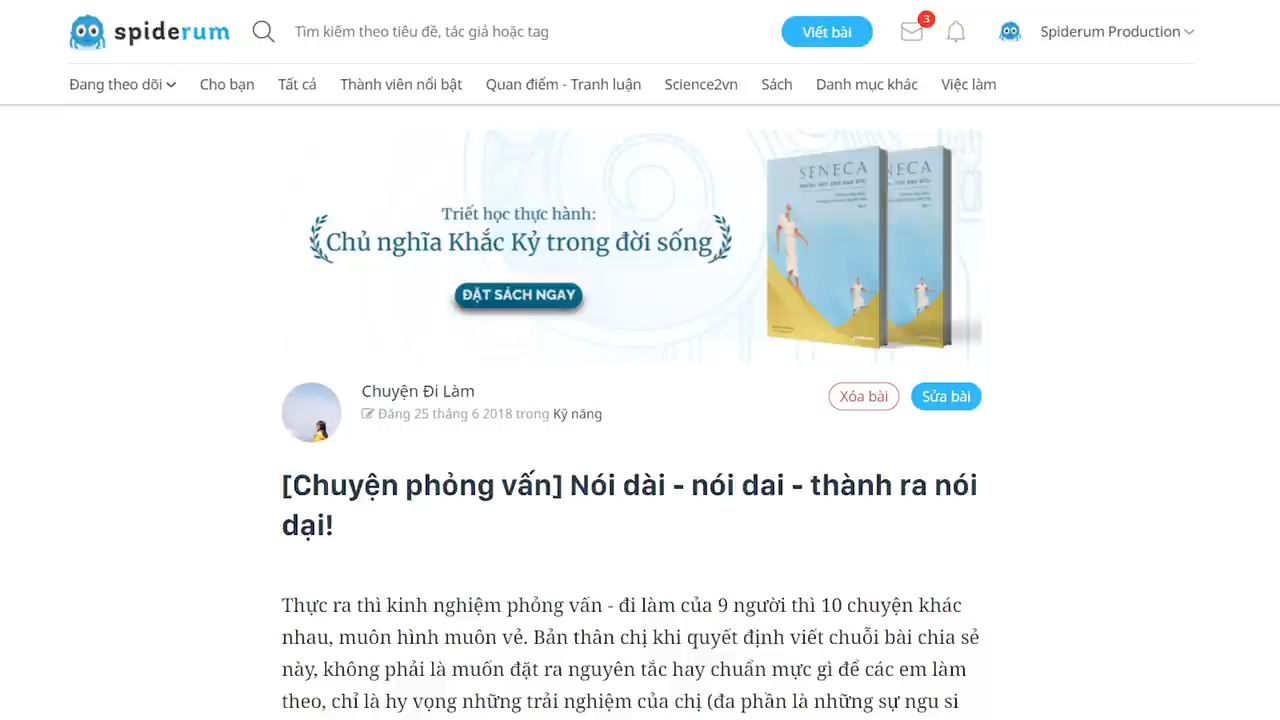 spiderum
Tìm kiếm theo tiêu đề, tác giả hoặc tag
Viết bài
3
Spiderum Production
Đang theo dõi
Cho bạn
Tất cả
Thành viên nổi bật
Quan điểm - Tranh luận
Science2vn
Sách
Danh mục khác
Việc làm
Triết học thực hành:
Chủ nghĩa Khắc Kỷ trong đời sống
ĐẶT SÁCH NGAY
SENECA
NECA
Chuyện Đi Làm
Đăng 25 tháng 6 2018 trong Kỹ năng
Xóa bài
Sửa bài
[Chuyện phỏng vấn] Nói dài - nói dai - thành ra nói
dại!
Thực ra thì kinh nghiệm phỏng vấn - đi làm của 9 người thì 10 chuyện khác
nhau, muôn hình muôn vẻ. Bản thân chị khi quyết định viết chuỗi bài chia sẻ
này, không phải là muốn đặt ra nguyên tắc hay chuẩn mực gì để các em làm
theo, chỉ là hy vọng những trải nghiệm của chị (đa phần là những sự ngu si